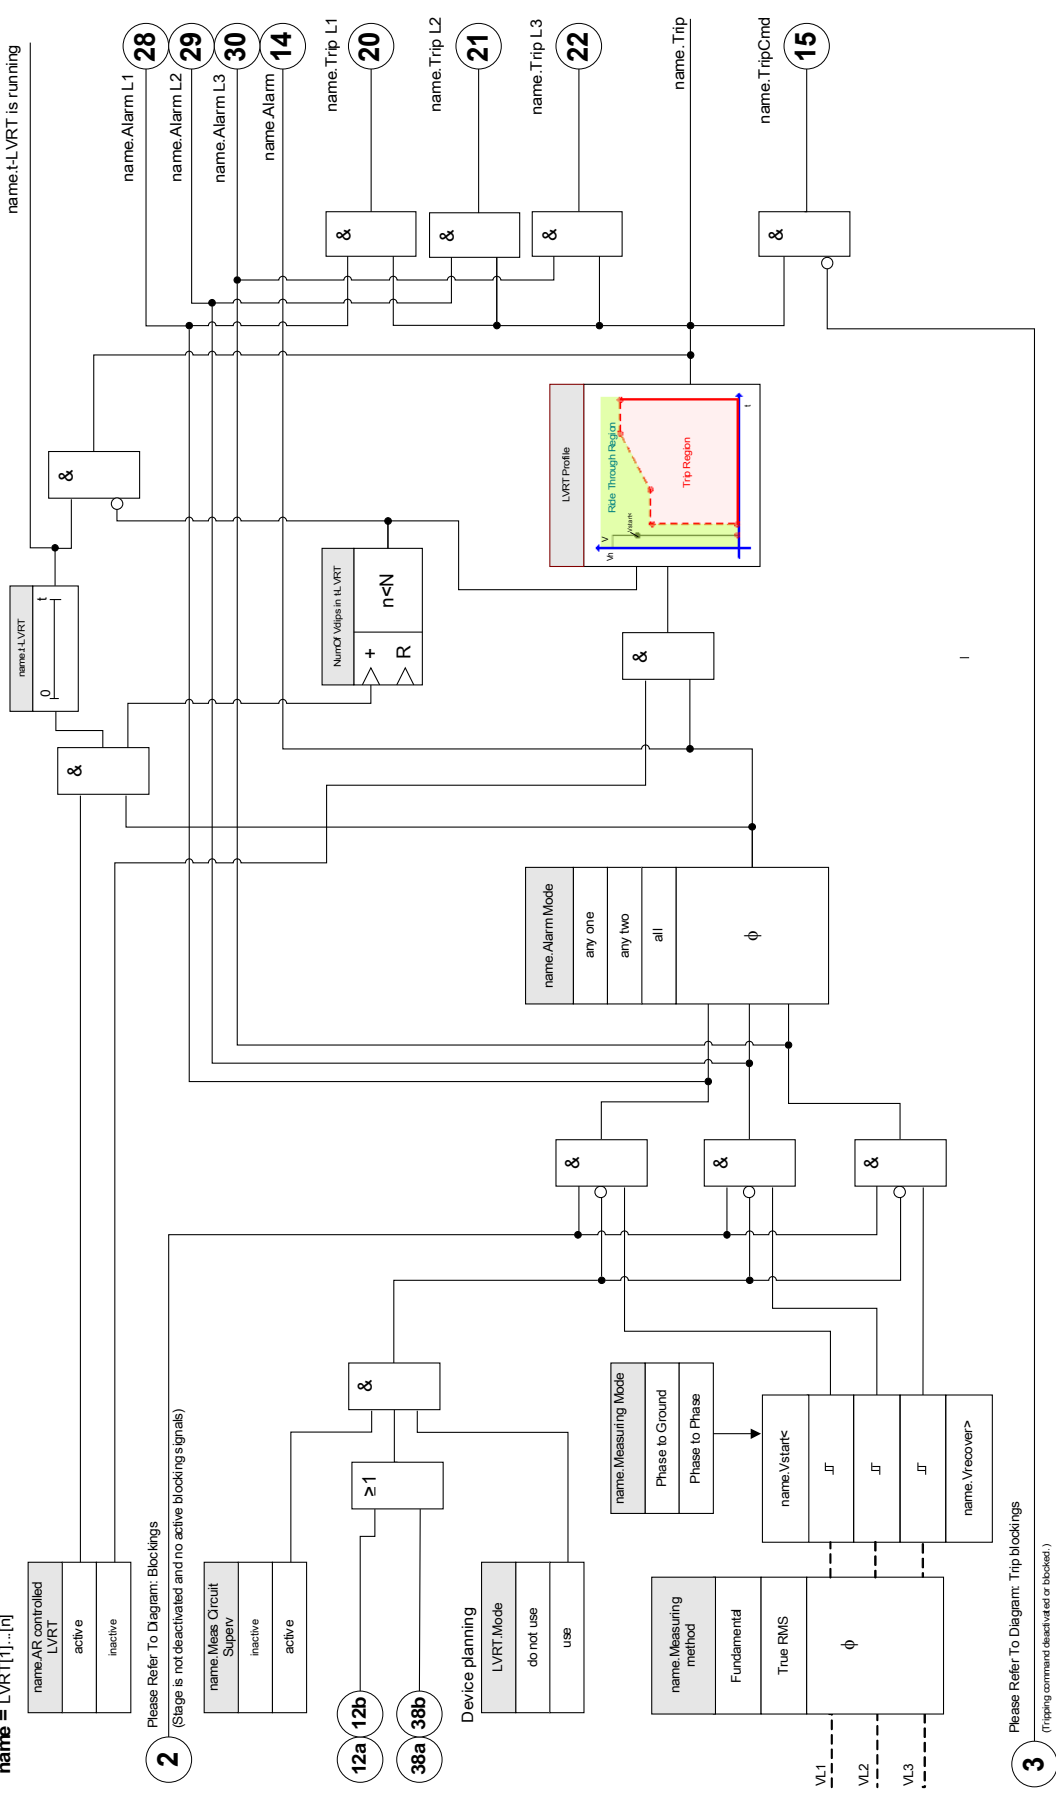 name = LVRT[1]...[n]
name.AR controlled
LVRT
active
inactive
2
Please Refer To Diagram: Blockings
(Stage is not deactivated and no active blocking signals)
name.Meas Circuit
Superv
inactive
active
12a
12b
38a
38b
≥1
&
Device planning
LVRT.Mode
do not use
use
name.Measuring
method
Fundamental
True RMS
ϕ
VL1
VL2
VL3
name.Measuring Mode
Phase to Ground
Phase to Phase
name.Vstart<
name.Vrecover>
3
Please Refer To Diagram: Trip blockings
(Tripping command deactivated or blocked.)
&
&
&
name.Alarm Mode
any one
any two
all
ϕ
&
name.t-LVRT
0
t
&
NumOf Vdips in t-LVRT
+
R
n<N
&
LVRT Profile
Ride Through Region
Trip Region
Vn
V
Vstart<
t
&
&
&
&
name.t-LVRT is running
name.Alarm L1
28
name.Alarm L2
29
name.Alarm L3
30
name.Alarm
14
name.Trip L1
20
name.Trip L2
21
name.Trip L3
22
name.Trip
name.TripCmd
15